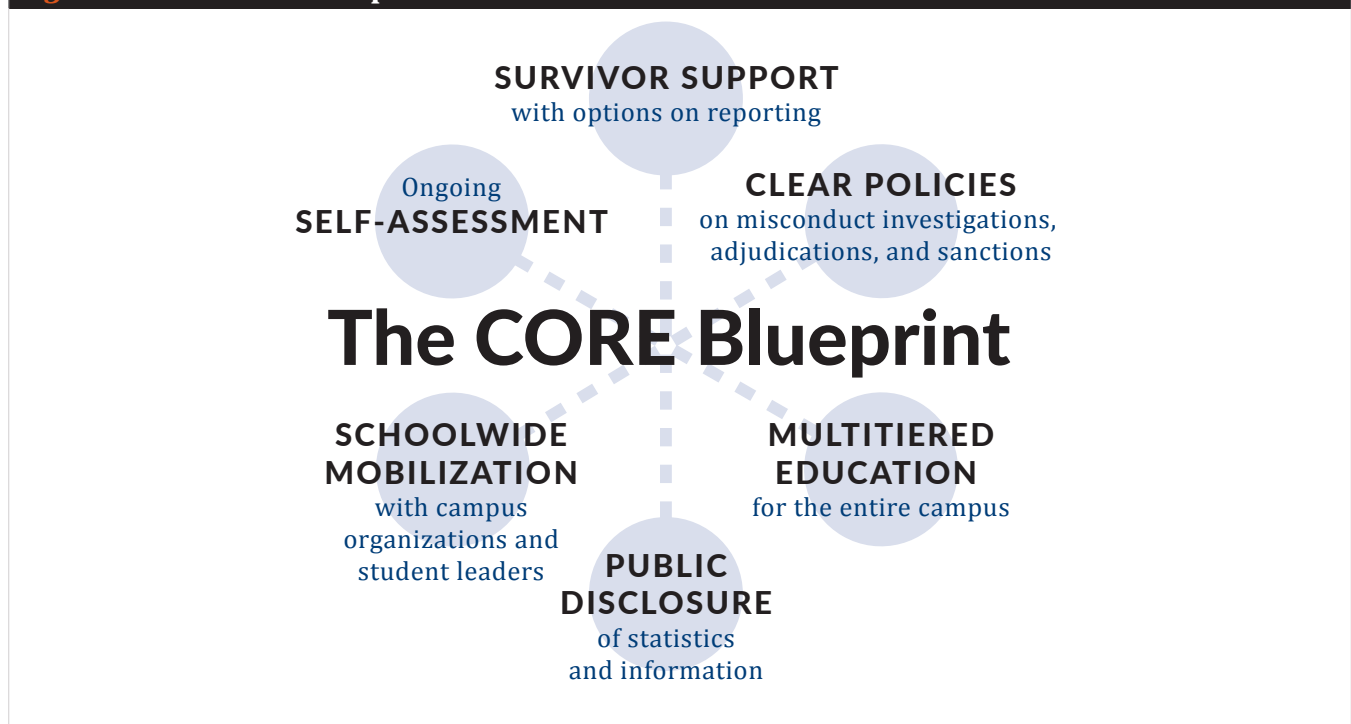 SURVIVOR SUPPORT
with options on reporting
CLEAR POLICIES
on misconduct investigations,
adjudications, and sanctions
Ongoing
SELF-ASSESSMENT
The CORE Blueprint
SCHOOLWIDE
MOBILIZATION
with campus
organizations and
student leaders
MULTITIERED
EDUCATION
for the entire campus
PUBLIC
DISCLOSURE
of statistics
and information